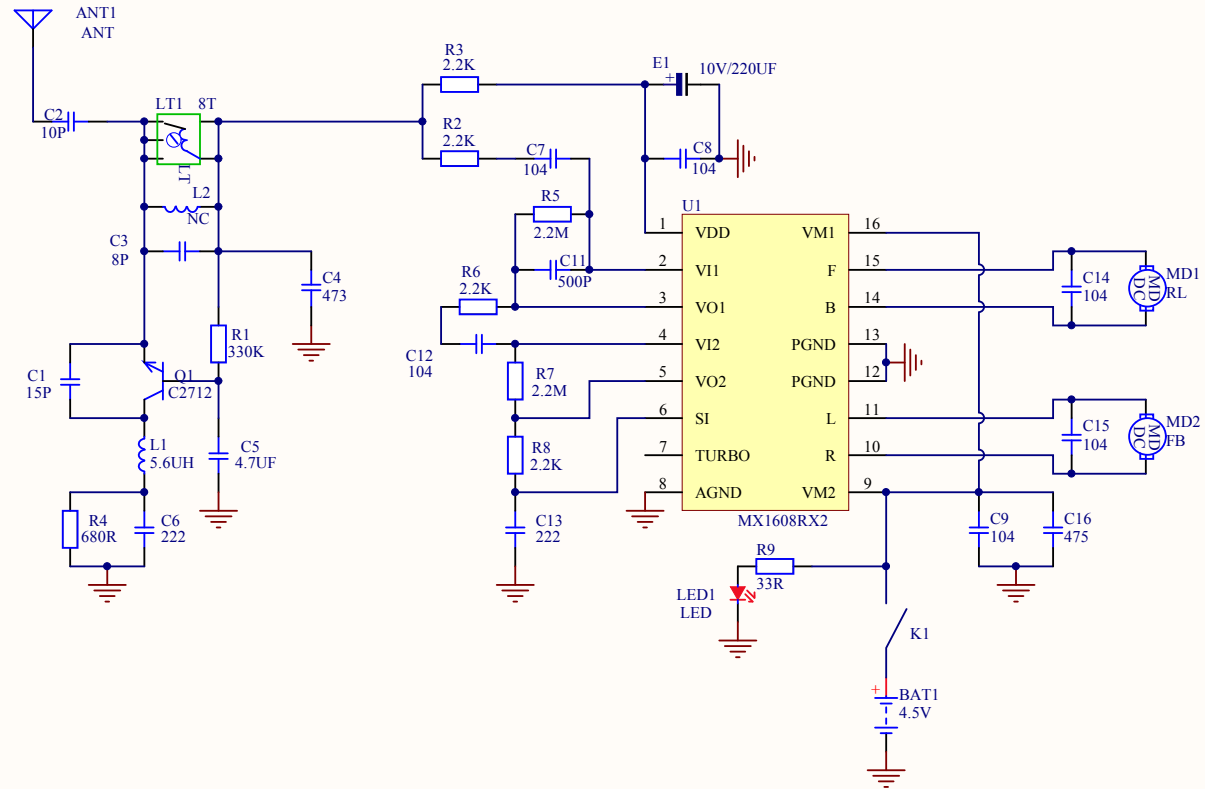 ANT1
ANT
C2
10P
LT1 8T
LT
L2
NC
C3
8P
C4
473
R1
330K
Q1
C2712
C1
15P
L1
5.6UH
C5
4.7UF
R4
680R
C6
222
R3
2.2K
R2
2.2K
C7
104
R5
2.2M
C11
500P
R6
2.2K
C12
104
R7
2.2M
R8
2.2K
C13
222
E1
+
10V/220UF
C8
104
U1
1 VDD VM1 16
2 VI1 F 15
3 VO1 B 14
4 VI2 PGND 13
5 VO2 PGND 12
6 SI L 11
7 TURBO R 10
8 AGND VM2 9
MX1608RX2
C14
104
MD
DC
MD1
RL
C15
104
MD
DC
MD2
FB
C9
104
C16
475
R9
33R
LED1
LED
K1
+
BAT1
4.5V